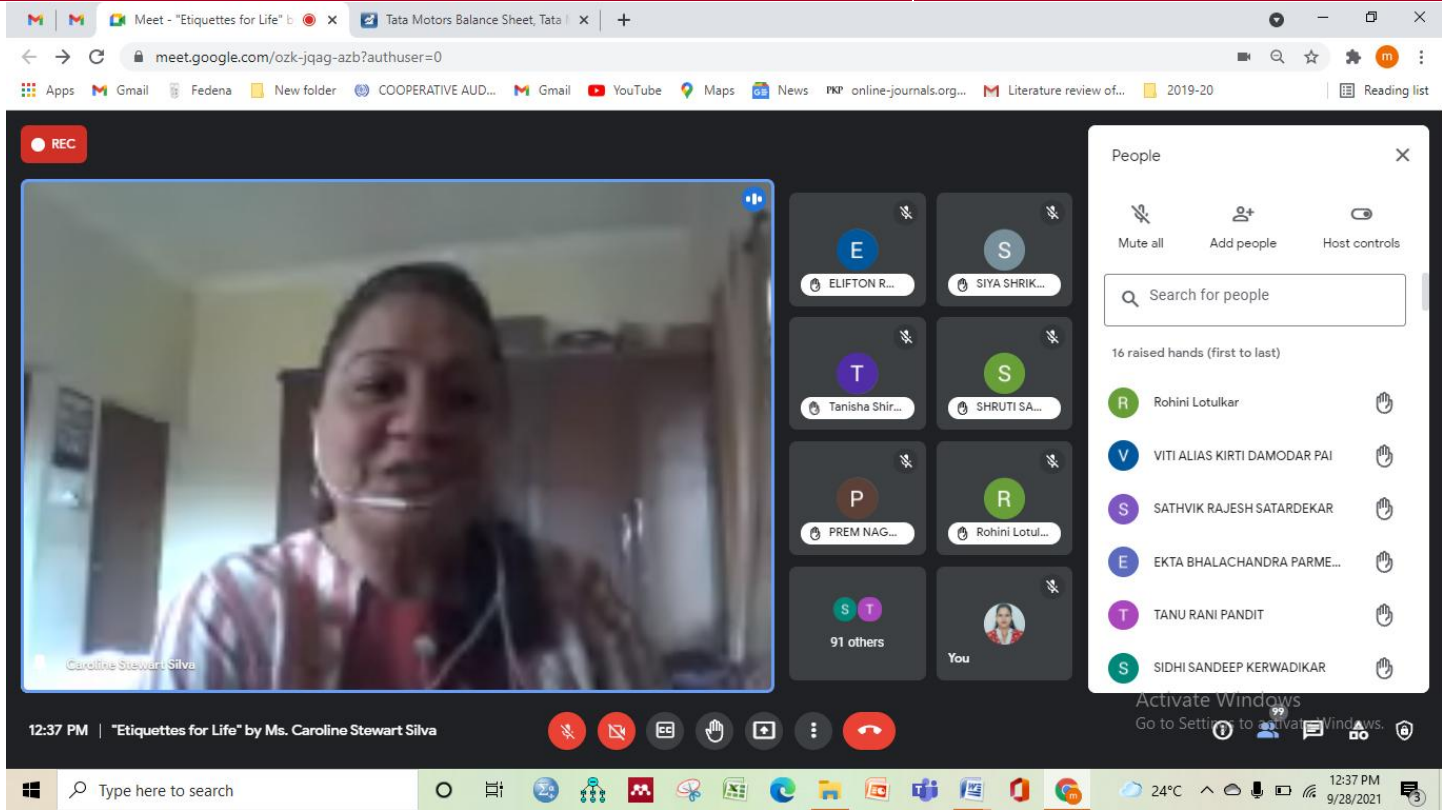 Meet - "Etiquettes for Life" b
Tata Motors Balance Sheet, Tata
meet.google.com/ozk-jqag-azb?authuser=0
m
Apps Gmail Fedena New folder COOPERATIVE AUD... Gmail YouTube Maps News PKP online-journals.org... Literature review of... 2019-20 Reading list
REC
Caroline Stewart Silva
E
ELIFTON R...
S
SIYA SHRIK...
T
Tanisha Shir...
S
SHRUTI SA...
P
PREM NAG...
R
Rohini Lotul...
S T
91 others
You
People
Mute all Add people Host controls
Search for people
16 raised hands (first to last)
R Rohini Lotulkar
V VITI ALIAS KIRTI DAMODAR PAI
S SATHVIK RAJESH SATARDEKAR
E EKTA BHALACHANDRA PARME...
T TANU RANI PANDIT
S SIDHI SANDEEP KERWADIKAR
Activate Windows
Go to Settings to activate Windows.
99
12:37 PM | "Etiquettes for Life" by Ms. Caroline Stewart Silva
Type here to search
24°C
12:37 PM
9/28/2021
3